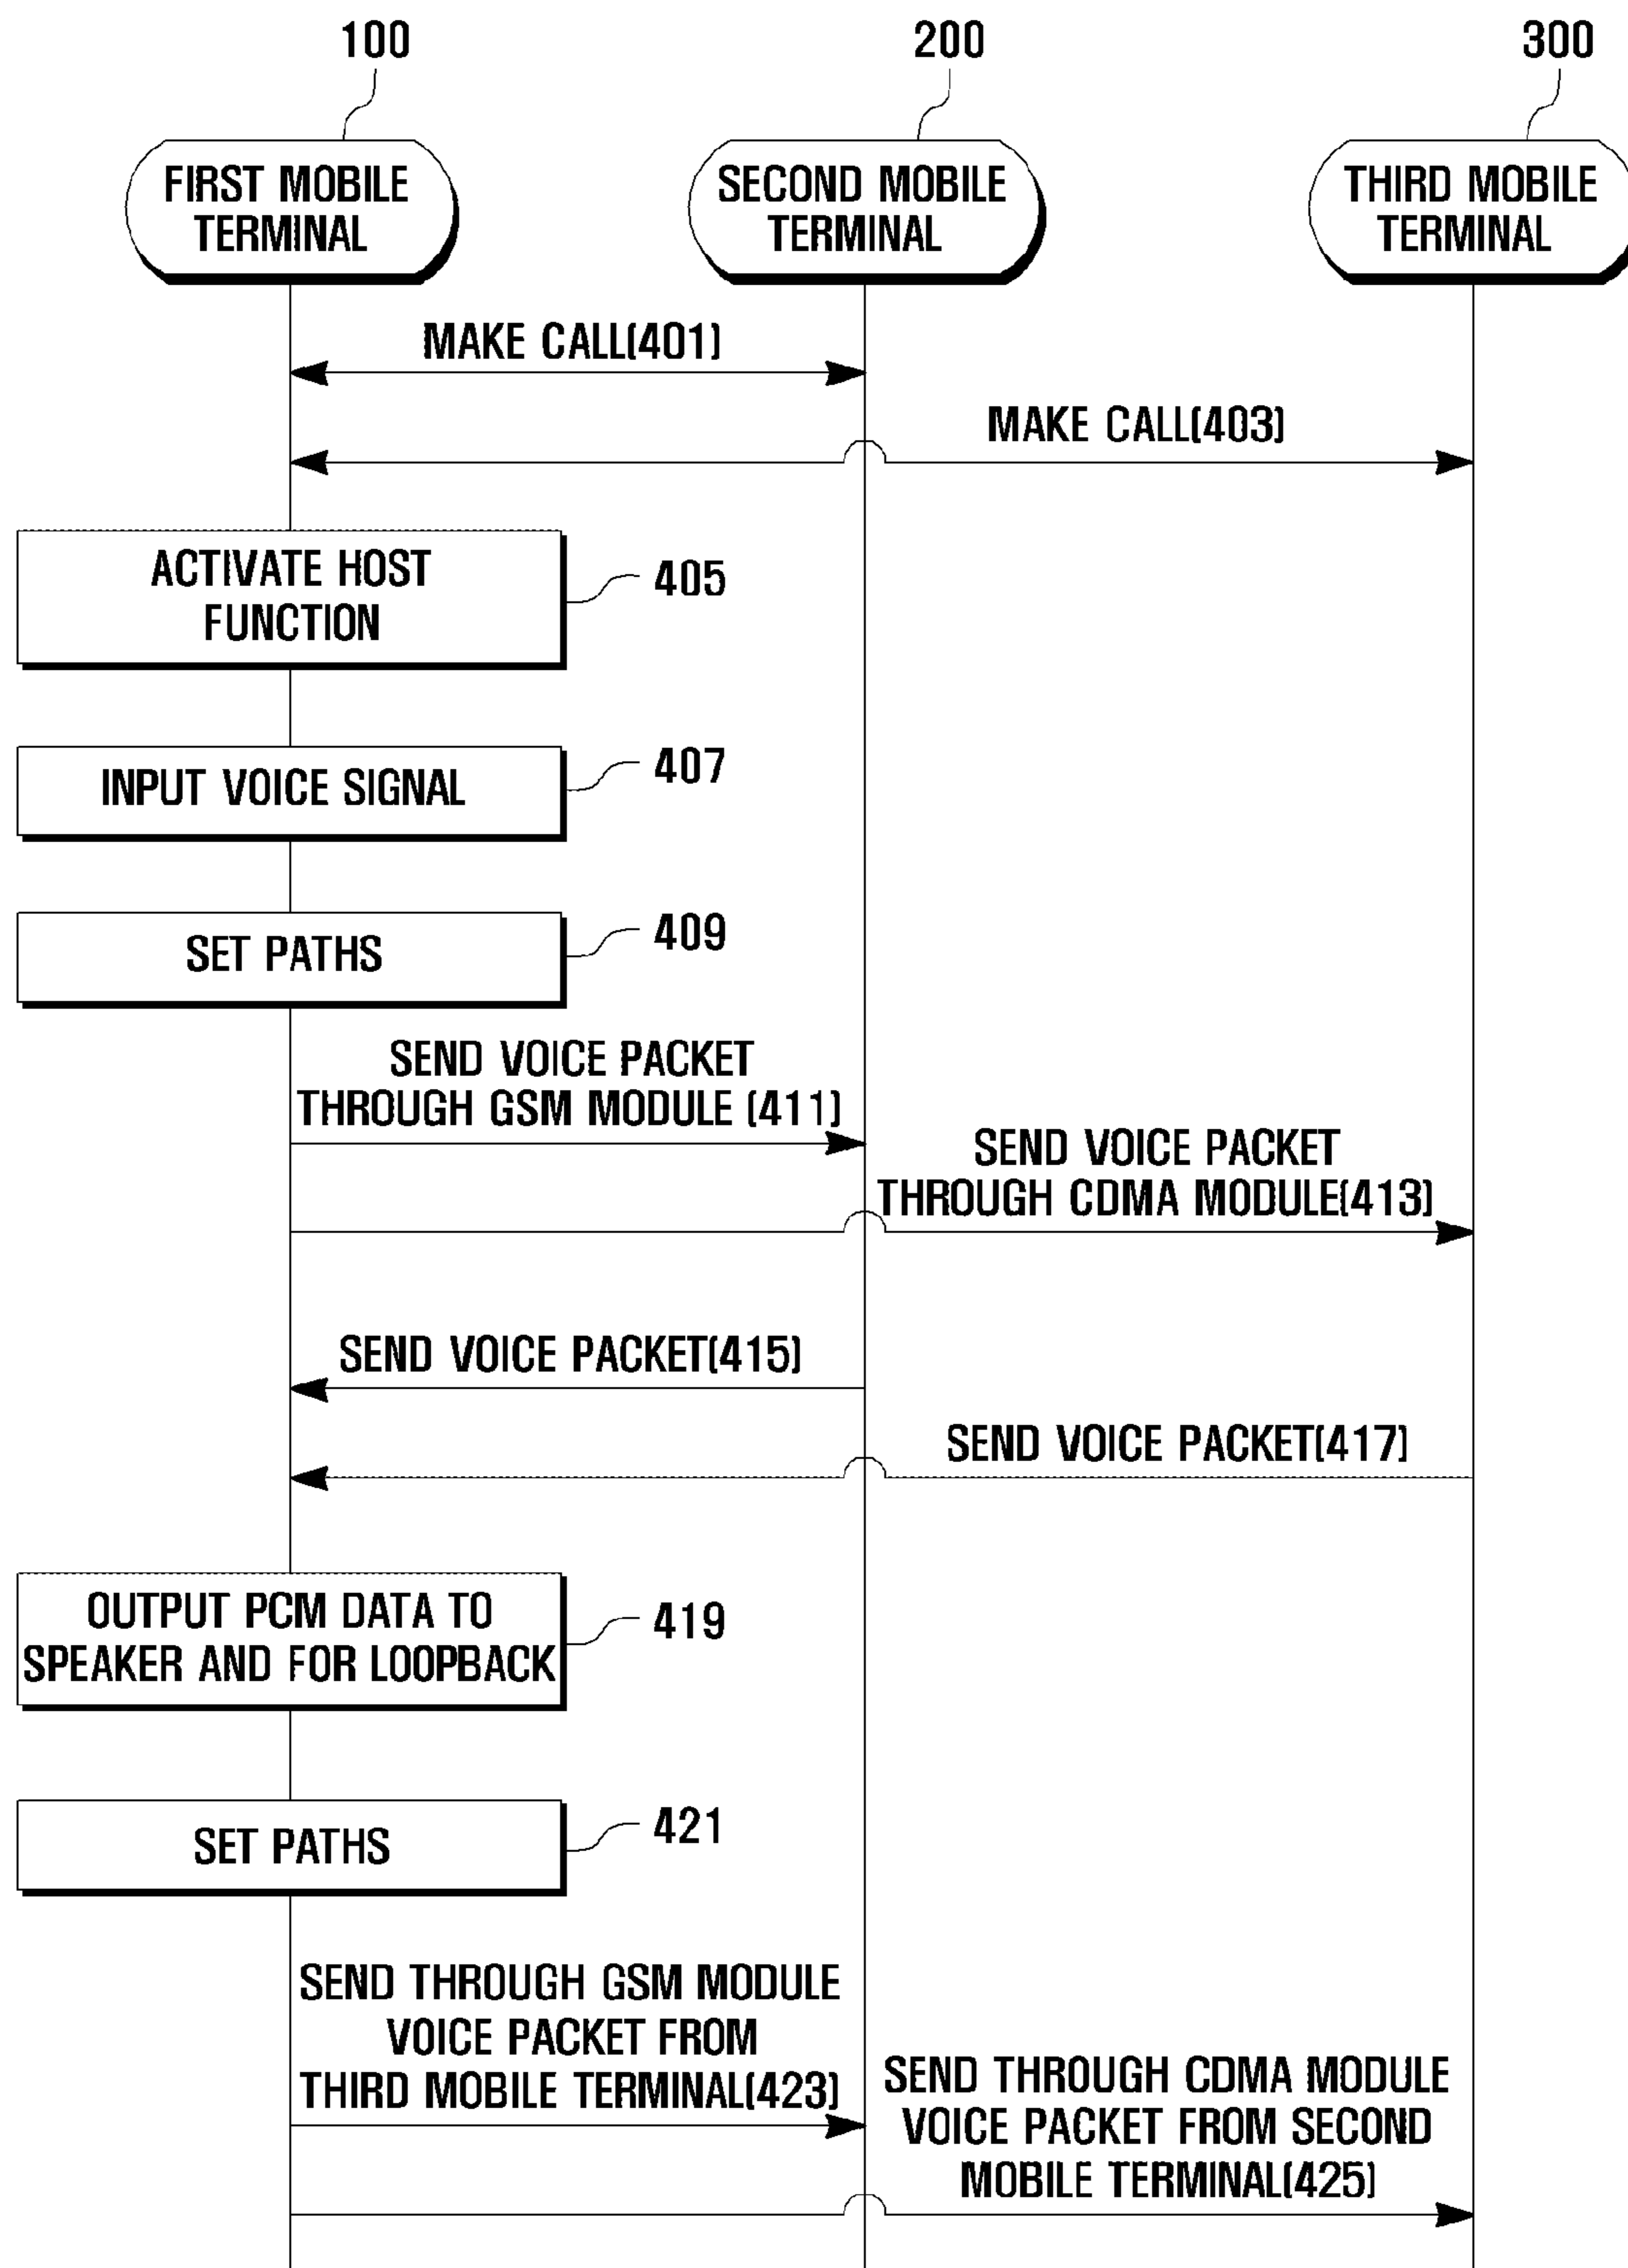 100
200
300
FIRST MOBILE
TERMINAL
SECOND MOBILE
TERMINAL
THIRD MOBILE
TERMINAL
MAKE CALL(401)
MAKE CALL(403)
ACTIVATE HOST
FUNCTION
405
INPUT VOICE SIGNAL
407
SET PATHS
409
SEND VOICE PACKET
THROUGH GSM MODULE (411)
SEND VOICE PACKET
THROUGH CDMA MODULE(413)
SEND VOICE PACKET(415)
SEND VOICE PACKET(417)
OUTPUT PCM DATA TO
SPEAKER AND FOR LOOPBACK
419
SET PATHS
421
SEND THROUGH GSM MODULE
VOICE PACKET FROM
THIRD MOBILE TERMINAL(423)
SEND THROUGH CDMA MODULE
VOICE PACKET FROM SECOND
MOBILE TERMINAL(425)